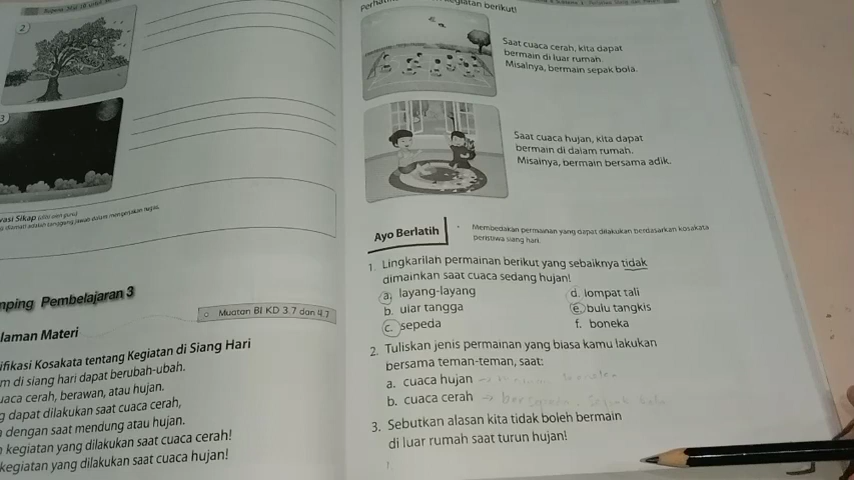 2
3
vasi Sikap
mping Pembelajaran 3
Muatan BI KD 3.7 dan 4.7
laman Materi
ifikasi Kosakata tentang Kegiatan di Siang Hari
m di siang hari dapat berubah-ubah.
uaca cerah, berawan, atau hujan.
g dapat dilakukan saat cuaca cerah,
dengan saat mendung atau hujan.
kegiatan yang dilakukan saat cuaca cerah!
kegiatan yang dilakukan saat cuaca hujan!
egiatan berikut!
Saat cuaca cerah, kita dapat
bermain di luar rumah.
Misalnya, bermain sepak bola.
Saat cuaca hujan, kita dapat
bermain di dalam rumah.
Misalnya, bermain bersama adik.
Ayo Berlatih
Membedakan permainan yang dapat dilakukan berdasarkan kosakata
peristiwa siang hari.
1. Lingkarilah permainan berikut yang sebaiknya tidak
dimainkan saat cuaca sedang hujan!
a. layang-layang
d. lompat tali
b. ular tangga
e. bulu tangkis
c. sepeda
f. boneka
2. Tuliskan jenis permainan yang biasa kamu lakukan
bersama teman-teman, saat:
a. cuaca hujan
b. cuaca cerah
3. Sebutkan alasan kita tidak boleh bermain
di luar rumah saat turun hujan!